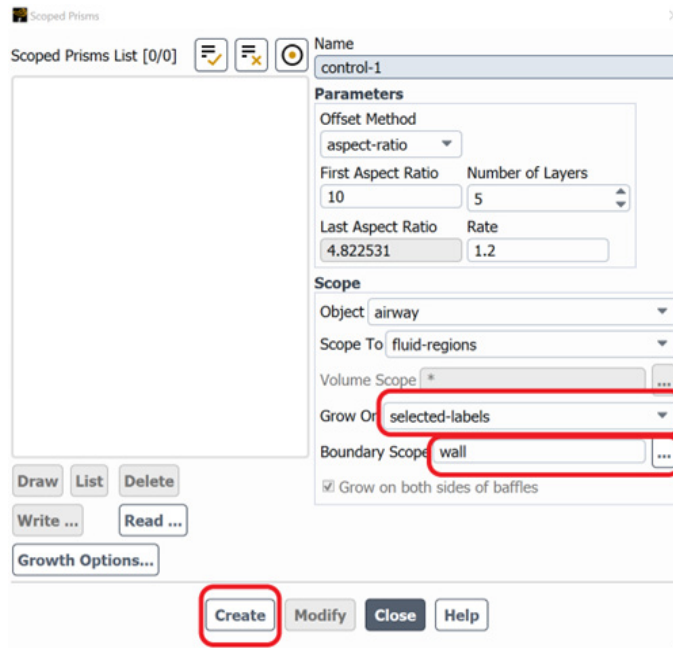 Scoped Prisms
Scoped Prisms List [0/0]
Name
control-1
Parameters
Offset Method
aspect-ratio
First Aspect Ratio Number of Layers
10 5
Last Aspect Ratio Rate
4.822531 1.2
Scope
Object airway
Scope To fluid-regions
Volume Scope * ...
Grow On selected-labels
Boundary Scope wall ...
Grow on both sides of baffles
Draw List Delete
Write ... Read ...
Growth Options...
Create Modify Close Help